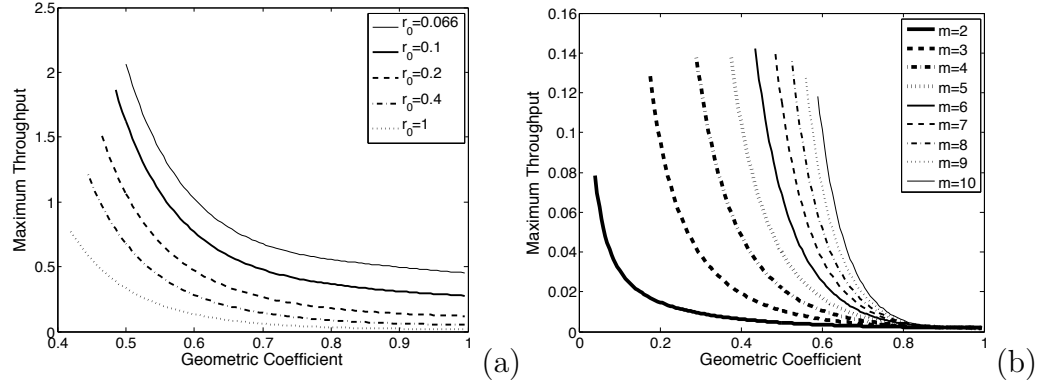 2.5
2
1.5
1
0.5
0
0.4
0.5
0.6
0.7
0.8
0.9
1
Maximum Throughput
Geometric Coefficient
r0=0.066
r0=0.1
r0=0.2
r0=0.4
r0=1
(a)
0.16
0.14
0.12
0.1
0.08
0.06
0.04
0.02
0
0
0.2
0.4
0.6
0.8
1
Maximum Throughput
Geometric Coefficient
m=2
m=3
m=4
m=5
m=6
m=7
m=8
m=9
m=10
(b)